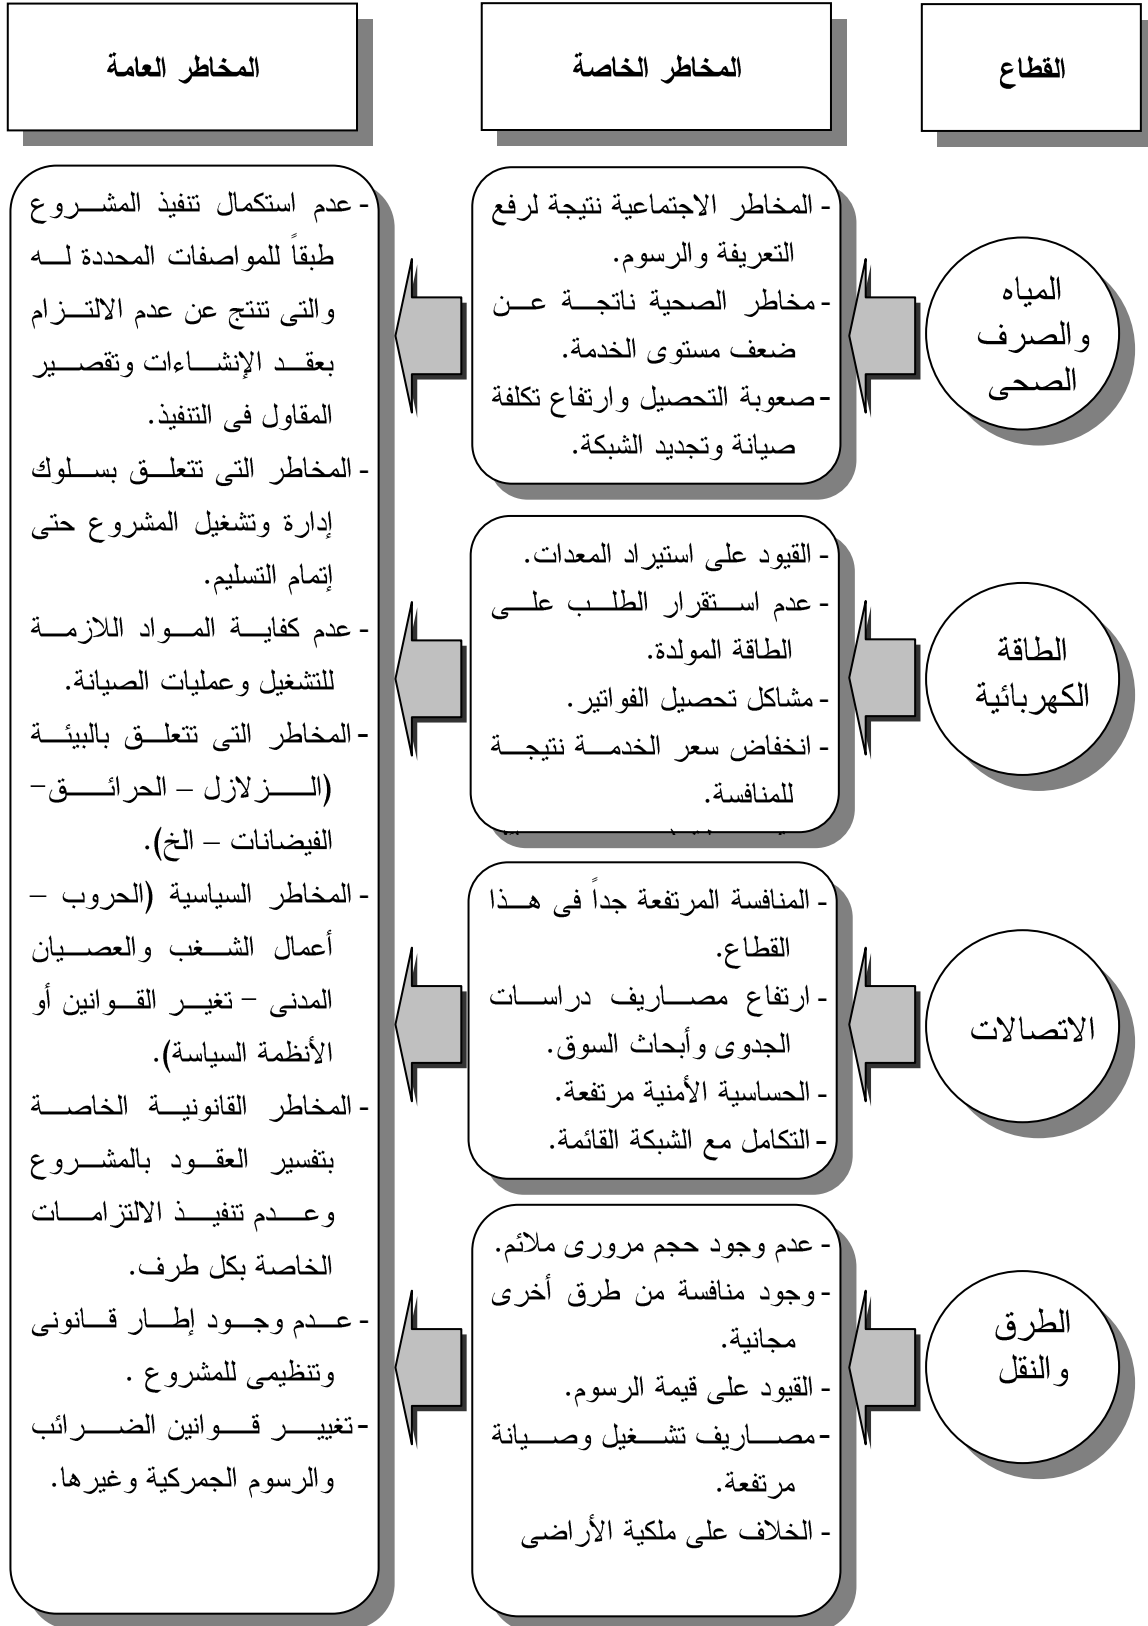 القطاع
المخاطر الخاصة
المخاطر العامة
المياه
والصرف
الصحى
- المخاطر الاجتماعية نتيجة لرفع
التعريفة والرسوم.
- مخاطر الصحية ناتجة عن
ضعف مستوى الخدمة.
- صعوبة التحصيل وارتفاع تكلفة
صيانة وتجديد الشبكة.
الطاقة
الكهربائية
- القيود على استيراد المعدات.
- عدم استقرار الطلب على
الطاقة المولدة.
- مشاكل تحصيل الفواتير.
- انخفاض سعر الخدمة نتيجة
للمنافسة.
الاتصالات
- المنافسة المرتفعة جداً فى هذا
القطاع.
- ارتفاع مصاريف دراسات
الجدوى وأبحاث السوق.
- الحساسية الأمنية مرتفعة.
- التكامل مع الشبكة القائمة.
الطرق
والنقل
- عدم وجود حجم مرورى ملائم.
- وجود منافسة من طرق أخرى
مجانية.
- القيود على قيمة الرسوم.
- مصاريف تشغيل وصيانة
مرتفعة.
- الخلاف على ملكية الأراضى
- عدم استكمال تنفيذ المشروع
طبقاً للمواصفات المحددة له
والتى تنتج عن عدم الالتزام
بعقد الإنشاءات وتقصير
المقاول فى التنفيذ.
- المخاطر التى تتعلق بسلوك
إدارة وتشغيل المشروع حتى
إتمام التسليم.
- عدم كفاية المواد اللازمة
للتشغيل وعمليات الصيانة.
- المخاطر التى تتعلق بالبيئة
(الزلازل – الحرائق-
الفيضانات – الخ).
- المخاطر السياسية (الحروب –
أعمال الشغب والعصيان
المدنى – تغير القوانين أو
الأنظمة السياسة).
- المخاطر القانونية الخاصة
بتفسير العقود بالمشروع
وعدم تنفيذ الالتزامات
الخاصة بكل طرف.
- عدم وجود إطار قانونى
وتنظيمى للمشروع .
- تغيير قوانين الضرائب
والرسوم الجمركية وغيرها.